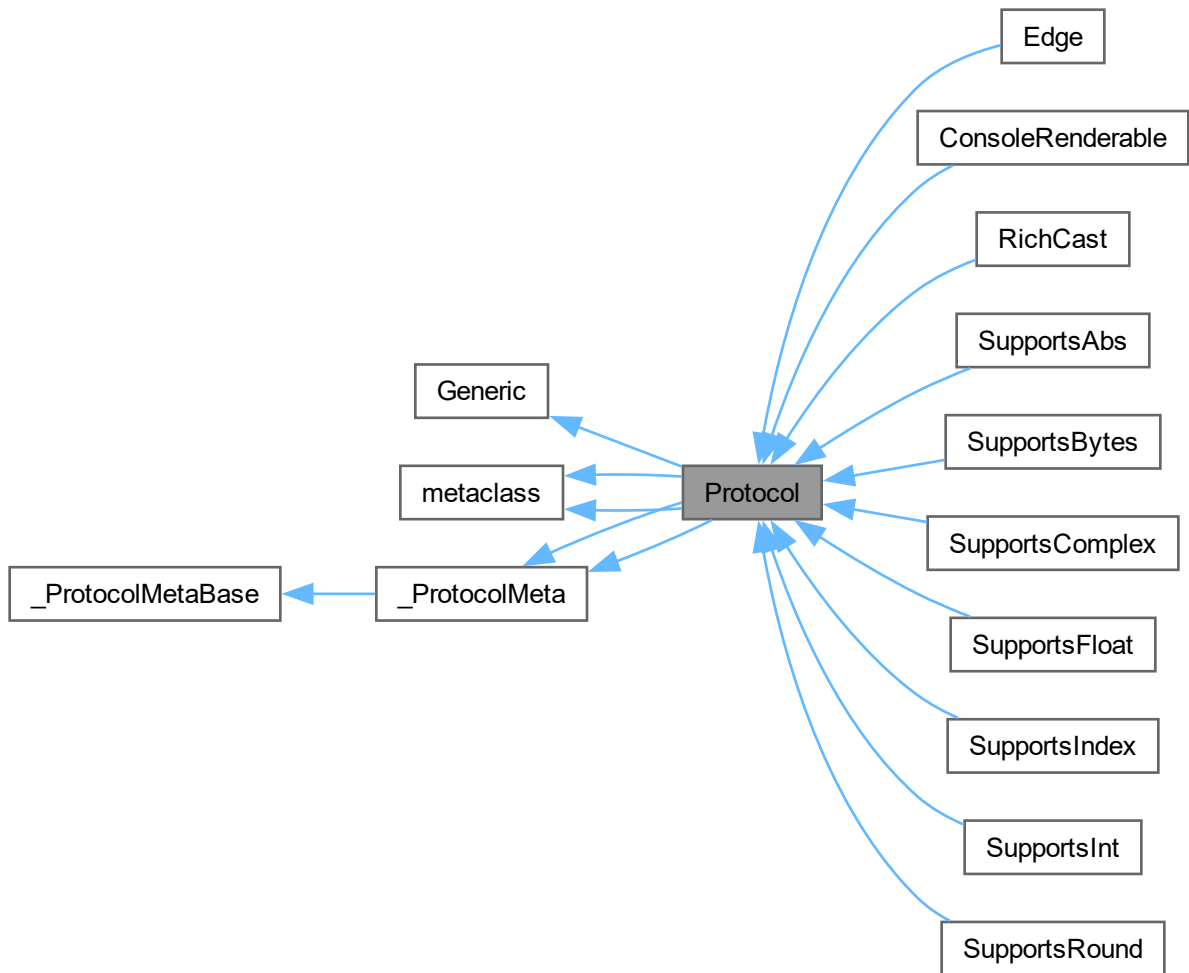 Edge
ConsoleRenderable
RichCast
SupportsAbs
Generic
SupportsBytes
metaclass
Protocol
SupportsComplex
_ProtocolMetaBase
_ProtocolMeta
SupportsFloat
SupportsIndex
SupportsInt
SupportsRound